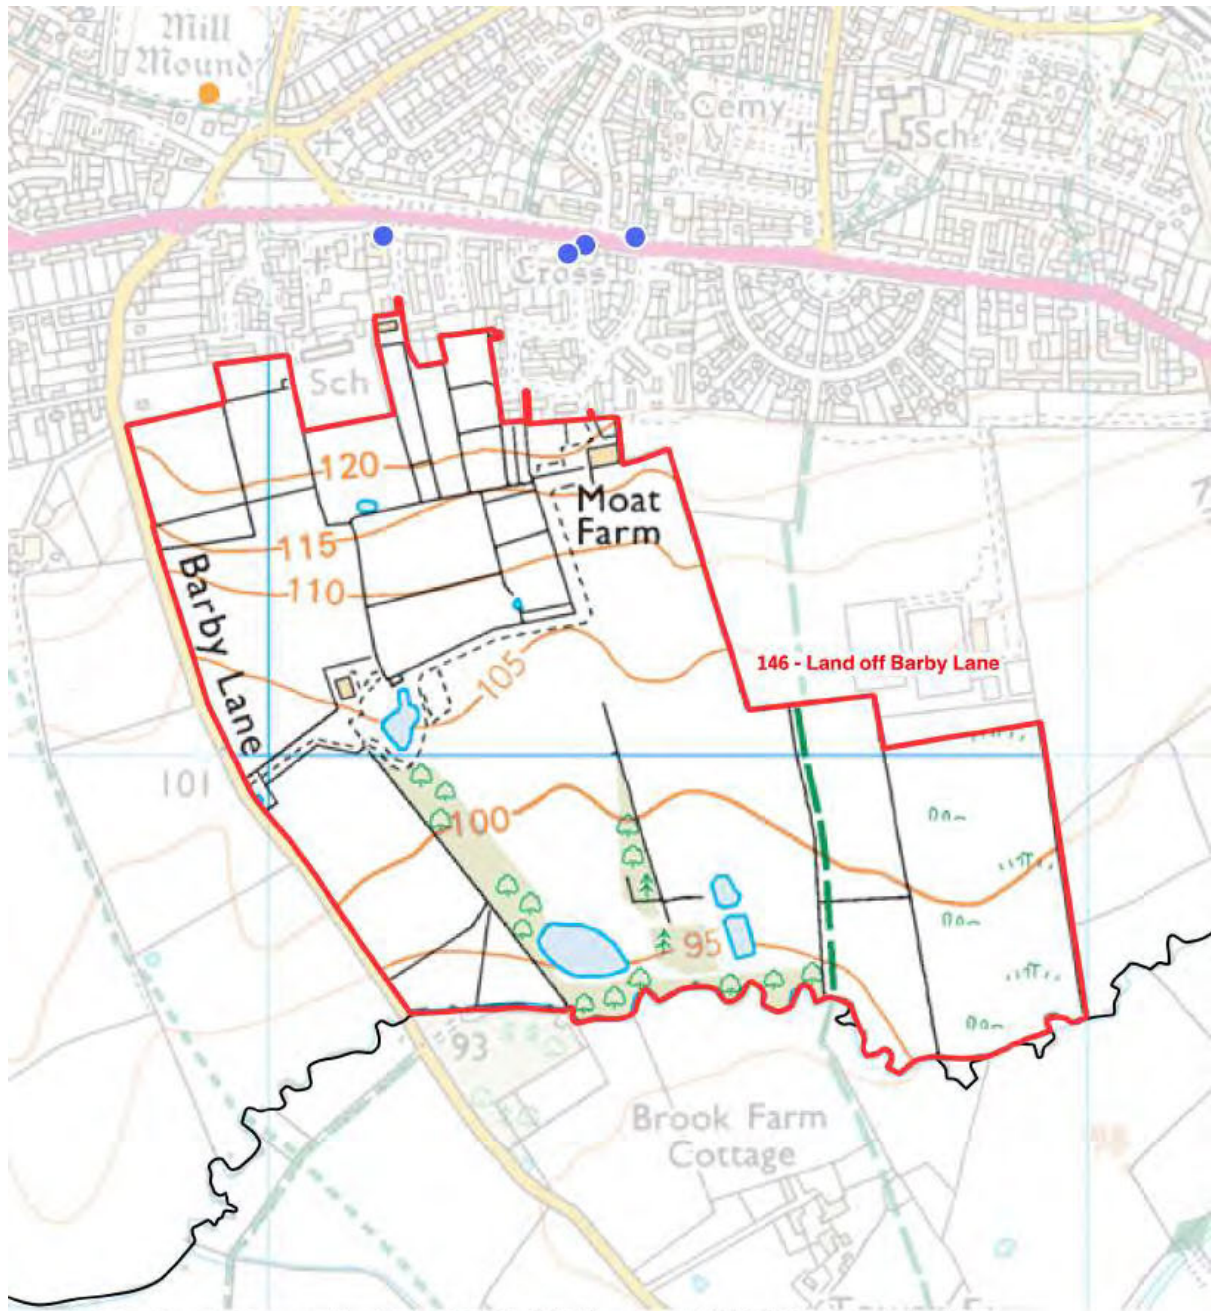 Mill
Mound
Cemy
Sch
Cross
Sch
120
Moat
Farm
115
110
Barby Lane
105
146 - Land off Barby Lane
101
100
95
93
Brook Farm
Cottage